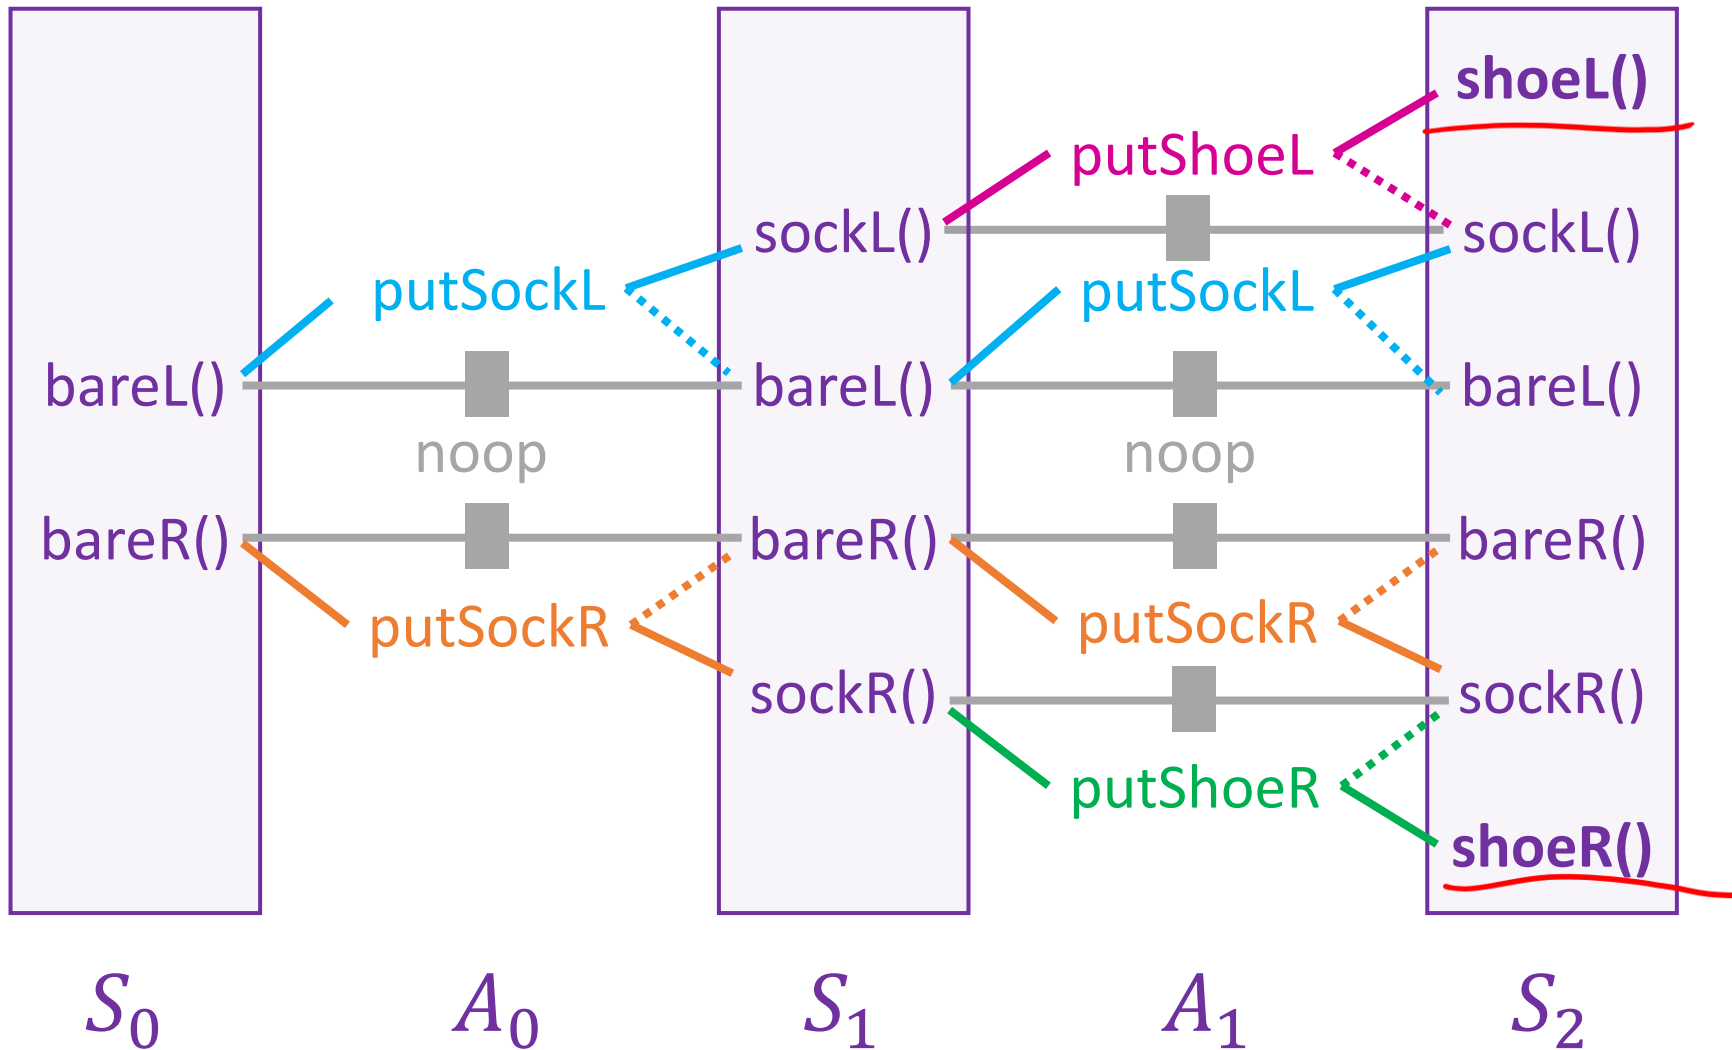 shoeL()
putShoeL
sockL() sockL()
putSockL putSockL
bareL() bareL() bareL()
noop noop
bareR() bareR() bareR()
putSockR putSockR
sockR() sockR()
putShoeR
shoeR()
S₀ A₀ S₁ A₁ S₂